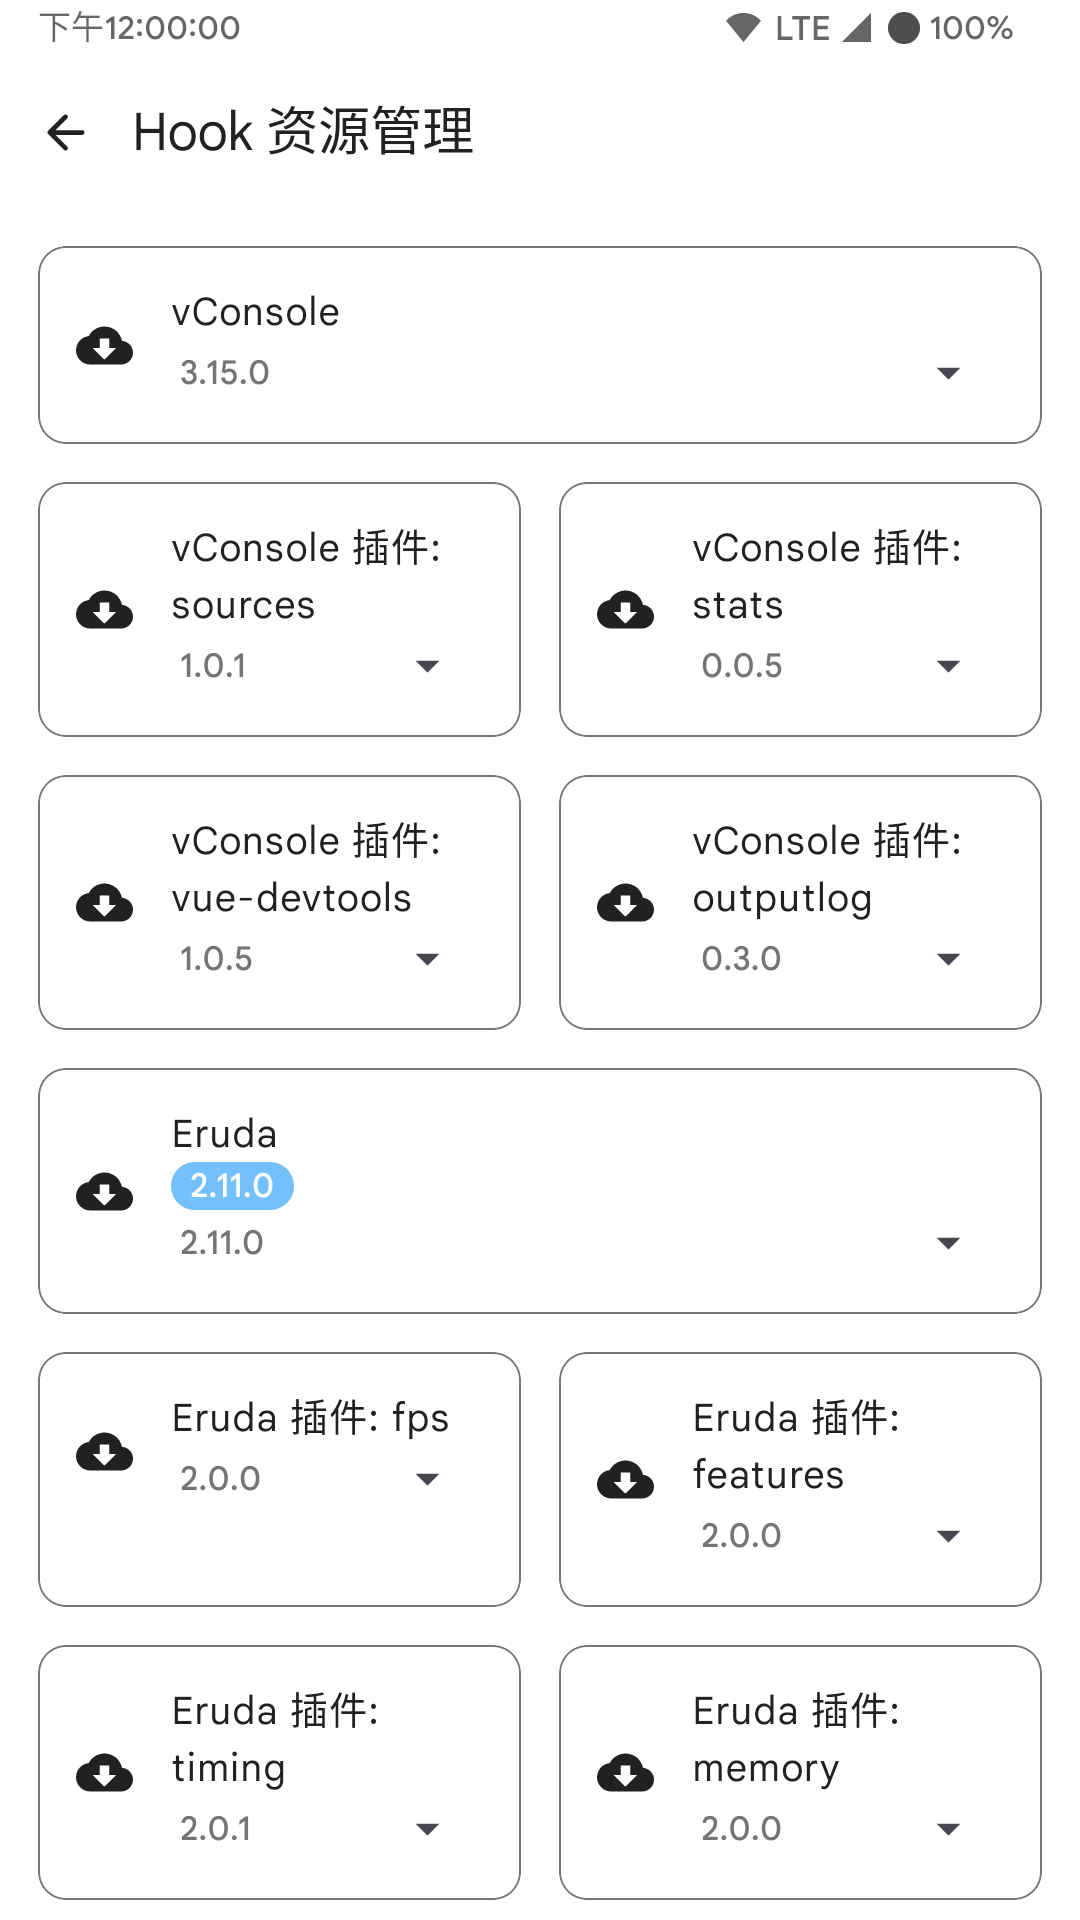 下午12:00:00 LTE 100%
Hook 资源管理
vConsole
3.15.0
vConsole 插件:
sources
1.0.1
vConsole 插件:
stats
0.0.5
vConsole 插件:
vue-devtools
1.0.5
vConsole 插件:
outputlog
0.3.0
Eruda
2.11.0
2.11.0
Eruda 插件: fps
2.0.0
Eruda 插件:
features
2.0.0
Eruda 插件:
timing
2.0.1
Eruda 插件:
memory
2.0.0